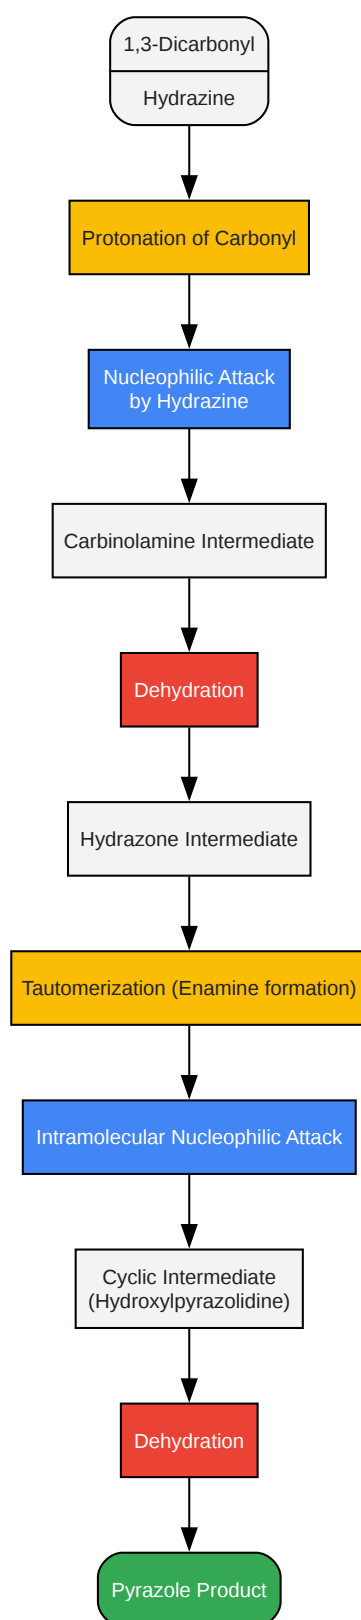 1,3-Dicarbonyl
Hydrazine
Protonation of Carbonyl
Nucleophilic Attack
by Hydrazine
Carbinolamine Intermediate
Dehydration
Hydrazone Intermediate
Tautomerization (Enamine formation)
Intramolecular Nucleophilic Attack
Cyclic Intermediate
(Hydroxylpyrazolidine)
Dehydration
Pyrazole Product